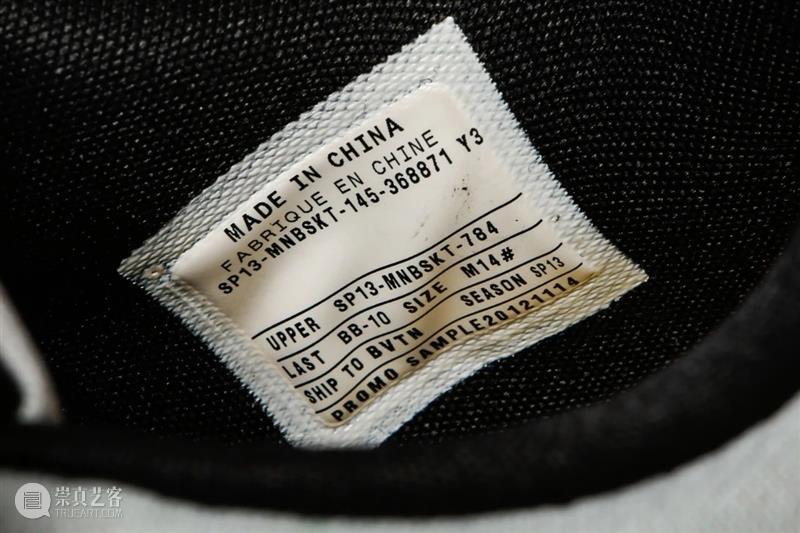 MADE IN CHINA
FABRIQUE EN CHINE
SP13-MNBSKT-145-368871 Y3
UPPER SP13-MNBSKT-784
LAST BB-10 SIZE M14#
SHIP TO BVTN SEASON SP13
PROMO SAMPLE20121114
崇真艺客
TRUEART.COM